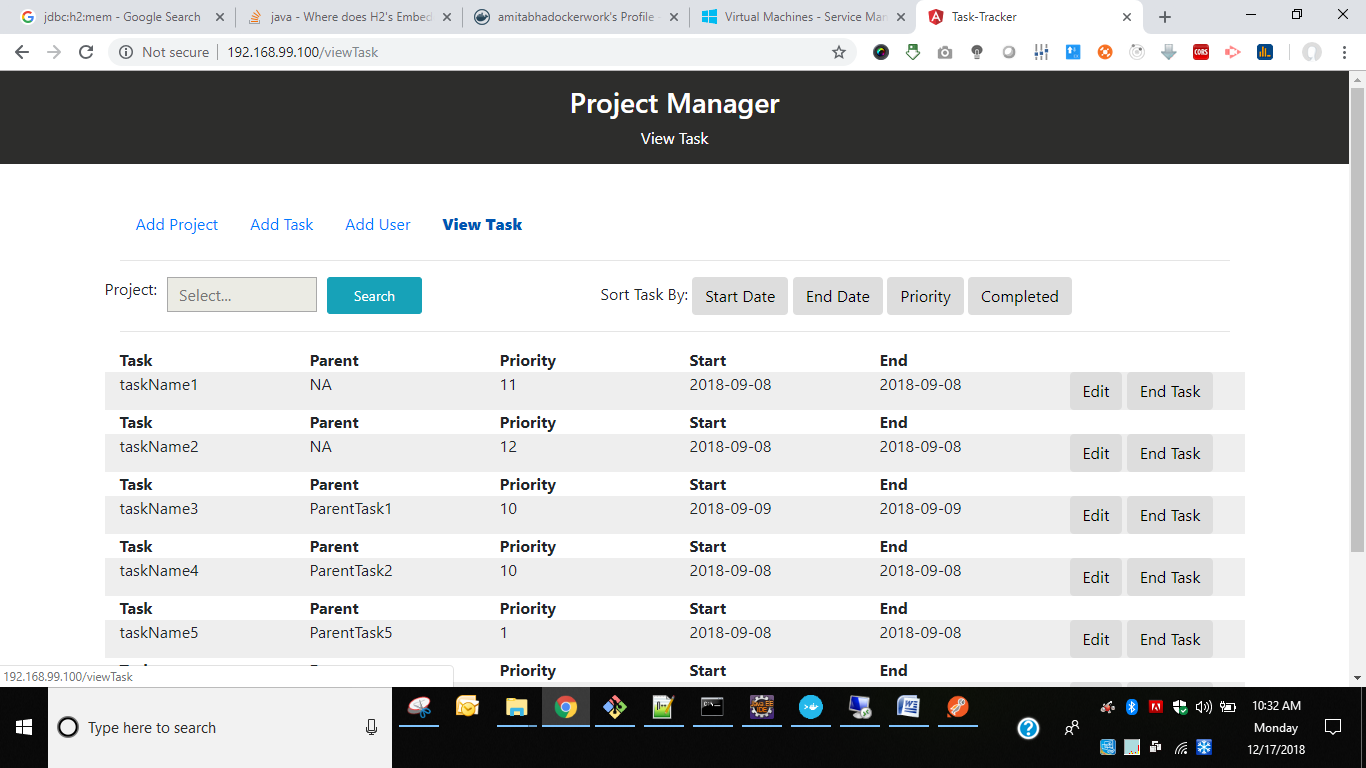 jdbc:h2:mem - Google Search
java - Where does H2's Embed
amitabhadockerwork's Profile -
Virtual Machines - Service Man
Task-Tracker
Not secure 192.168.99.100/viewTask
CORS
Project Manager
View Task
Add Project Add Task Add User View Task
Project: Select... Search Sort Task By: Start Date End Date Priority Completed
Task Parent Priority Start End
taskName1 NA 11 2018-09-08 2018-09-08 Edit End Task
Task Parent Priority Start End
taskName2 NA 12 2018-09-08 2018-09-08 Edit End Task
Task Parent Priority Start End
taskName3 ParentTask1 10 2018-09-09 2018-09-09 Edit End Task
Task Parent Priority Start End
taskName4 ParentTask2 10 2018-09-08 2018-09-08 Edit End Task
Task Parent Priority Start End
taskName5 ParentTask5 1 2018-09-08 2018-09-08 Edit End Task
Priority Start End
192.168.99.100/viewTask
Type here to search
10:32 AM
Monday
12/17/2018